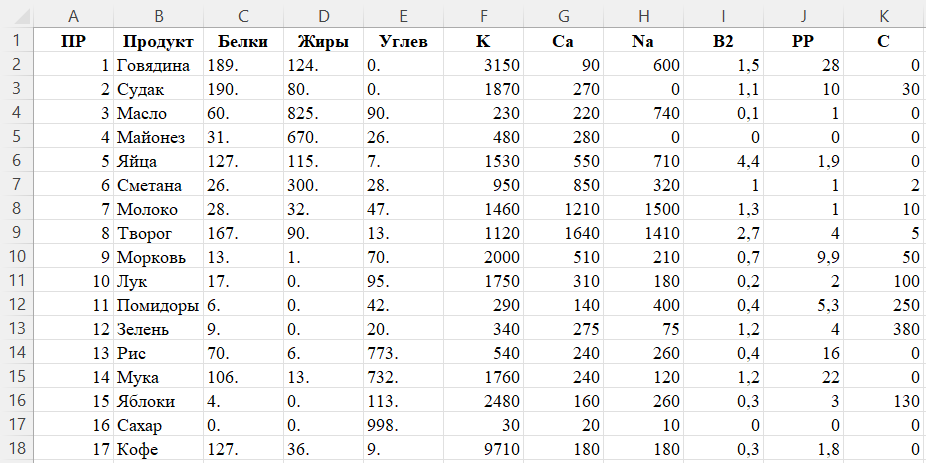 A B C D E F G H I J K
1 ПР Продукт Белки Жиры Углев K Ca Na B2 PP C
2 1 Говядина 189. 124. 0. 3150 90 600 1,5 28 0
3 2 Судак 190. 80. 0. 1870 270 0 1,1 10 30
4 3 Масло 60. 825. 90. 230 220 740 0,1 1 0
5 4 Майонез 31. 670. 26. 480 280 0 0 0 0
6 5 Яйца 127. 115. 7. 1530 550 710 4,4 1,9 0
7 6 Сметана 26. 300. 28. 950 850 320 1 1 2
8 7 Молоко 28. 32. 47. 1460 1210 1500 1,3 1 10
9 8 Творог 167. 90. 13. 1120 1640 1410 2,7 4 5
10 9 Морковь 13. 1. 70. 2000 510 210 0,7 9,9 50
11 10 Лук 17. 0. 95. 1750 310 180 0,2 2 100
12 11 Помидоры 6. 0. 42. 290 140 400 0,4 5,3 250
13 12 Зелень 9. 0. 20. 340 275 75 1,2 4 380
14 13 Рис 70. 6. 773. 540 240 260 0,4 16 0
15 14 Мука 106. 13. 732. 1760 240 120 1,2 22 0
16 15 Яблоки 4. 0. 113. 2480 160 260 0,3 3 130
17 16 Сахар 0. 0. 998. 30 20 10 0 0 0
18 17 Кофе 127. 36. 9. 9710 180 180 0,3 1,8 0